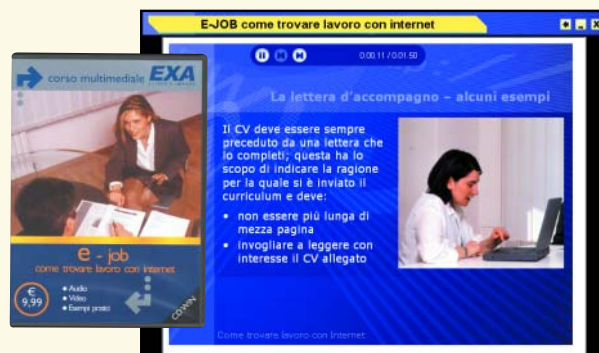 E-JOB come trovare lavoro con internet
0:00.11 / 0:01.50
La lettera d'accompagno – alcuni esempi
Il CV deve essere sempre
preceduto da una lettera che
lo completi; questa ha lo
scopo di indicare la ragione
per la quale si è inviato il
curriculum e deve:
• non essere più lunga di
mezza pagina
• invogliare a leggere con
interesse il CV allegato
Come trovare lavoro con Internet
corso multimediale EXA
e - job
come trovare lavoro con internet
€
9,99
• Audio
• Video
• Esempi pratici
CD WIN